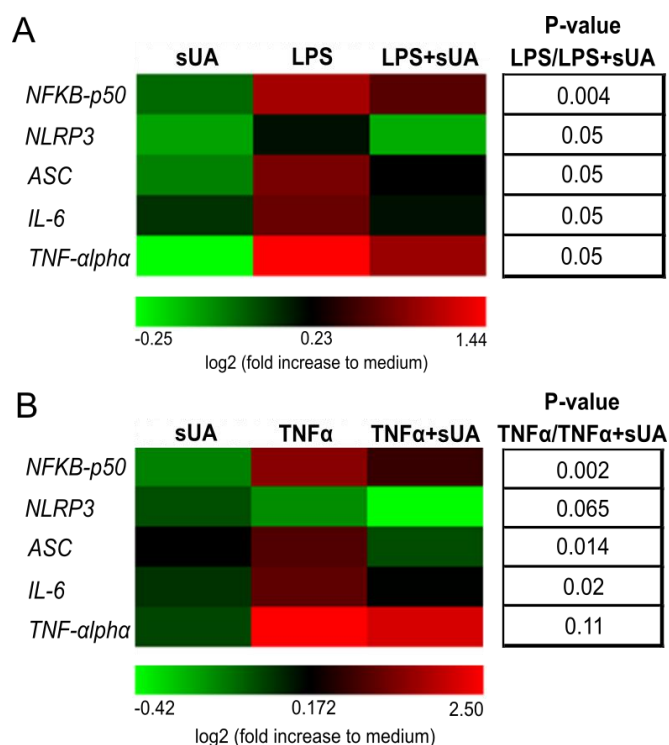 A
P-value
sUA LPS LPS+sUA LPS/LPS+sUA
NFKB-p50 0.004
NLRP3 0.05
ASC 0.05
IL-6 0.05
TNF-alpha 0.05
-0.25 0.23 1.44
log2 (fold increase to medium)
B
P-value
sUA TNFα TNFα+sUA TNFα/TNFα+sUA
NFKB-p50 0.002
NLRP3 0.065
ASC 0.014
IL-6 0.02
TNF-alpha 0.11
-0.42 0.172 2.50
log2 (fold increase to medium)